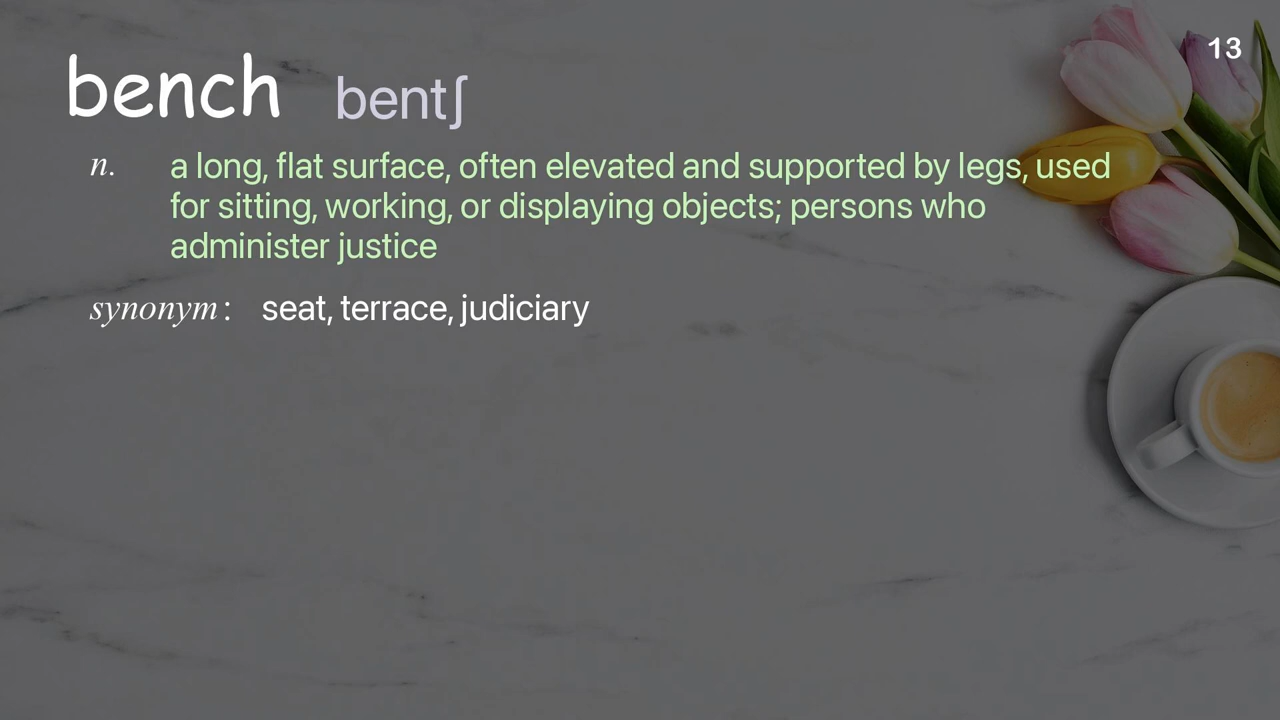 13
bench bentʃ
n. a long, flat surface, often elevated and supported by legs, used
for sitting, working, or displaying objects; persons who
administer justice
synonym: seat, terrace, judiciary